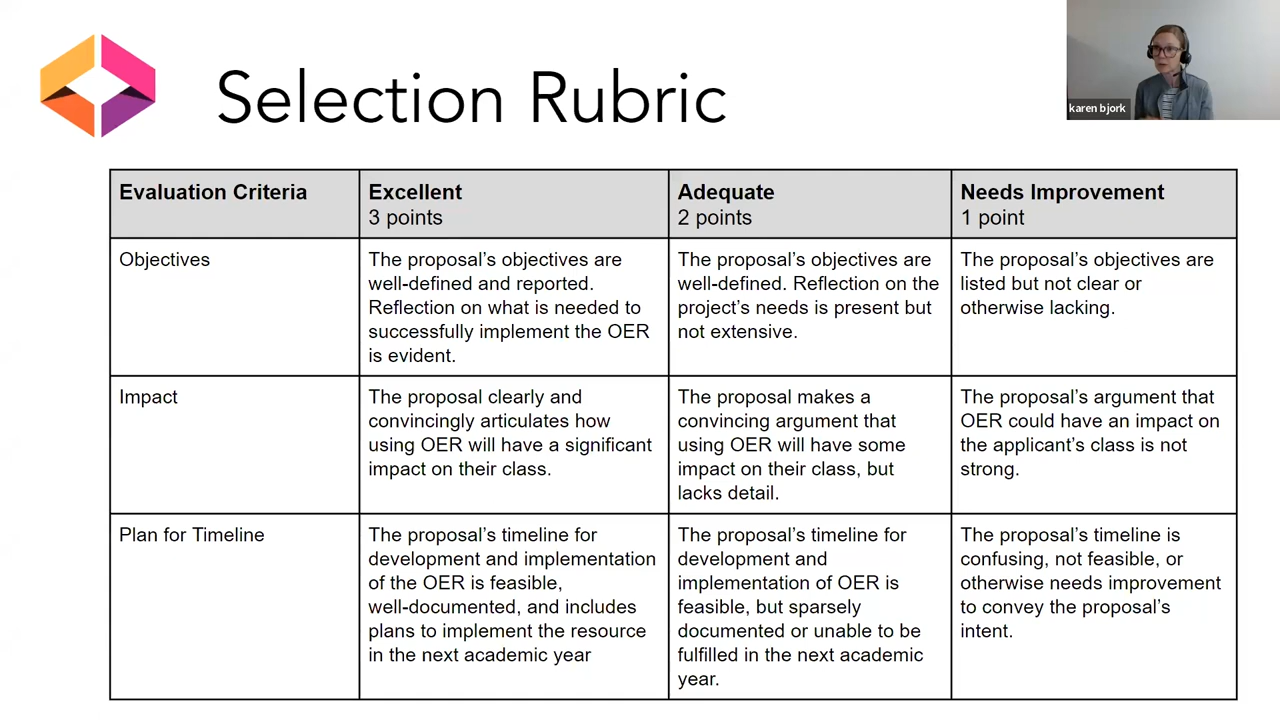 Selection Rubric
karen bjork
Evaluation Criteria
Excellent
3 points
Adequate
2 points
Needs Improvement
1 point
Objectives
The proposal's objectives are
well-defined and reported.
Reflection on what is needed to
successfully implement the OER
is evident.
The proposal's objectives are
well-defined. Reflection on the
project's needs is present but
not extensive.
The proposal's objectives are
listed but not clear or
otherwise lacking.
Impact
The proposal clearly and
convincingly articulates how
using OER will have a significant
impact on their class.
The proposal makes a
convincing argument that
using OER will have some
impact on their class, but
lacks detail.
The proposal's argument that
OER could have an impact on
the applicant's class is not
strong.
Plan for Timeline
The proposal's timeline for
development and implementation
of the OER is feasible,
well-documented, and includes
plans to implement the resource
in the next academic year
The proposal's timeline for
development and
implementation of OER is
feasible, but sparsely
documented or unable to be
fulfilled in the next academic
year.
The proposal's timeline is
confusing, not feasible, or
otherwise needs improvement
to convey the proposal's
intent.